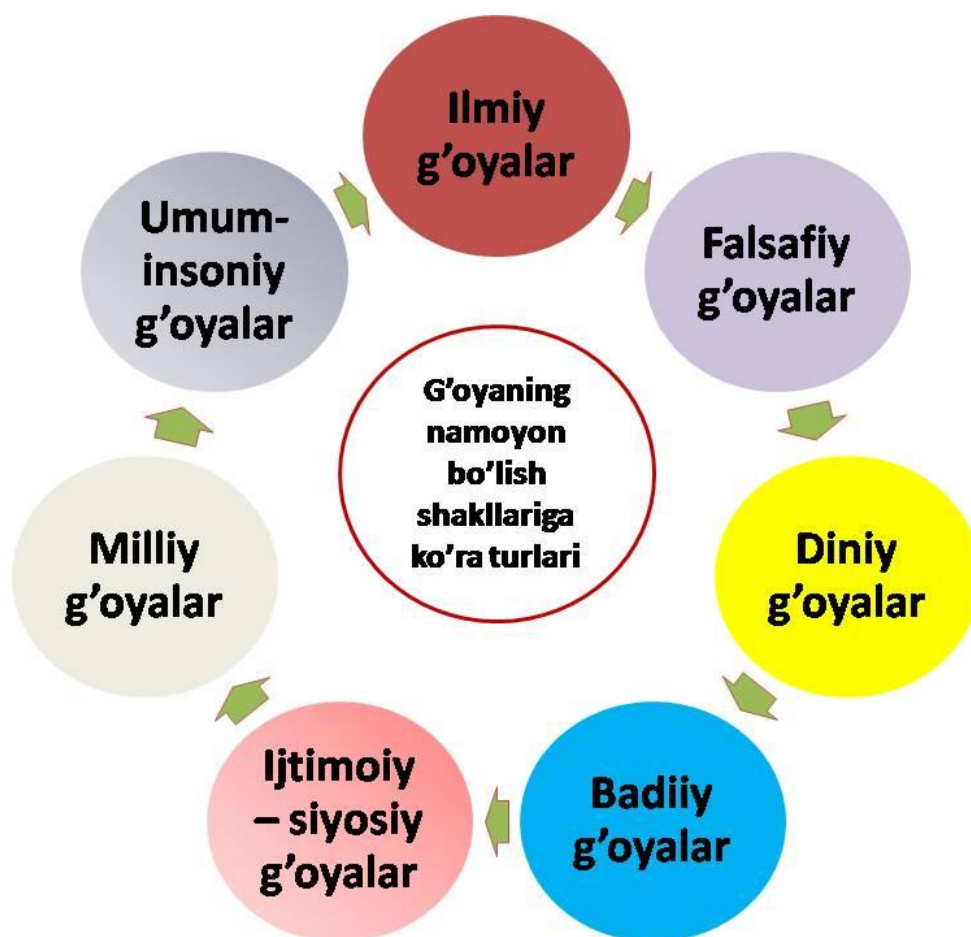 Ilmiy
g’oyalar
Falsafiy
g’oyalar
Diniy
g’oyalar
Badiiy
g’oyalar
Ijtimoiy
– siyosiy
g’oyalar
Milliy
g’oyalar
Umum-
insoniy
g’oyalar
G’oyaning
namoyon
bo’lish
shakllariga
ko’ra turlari